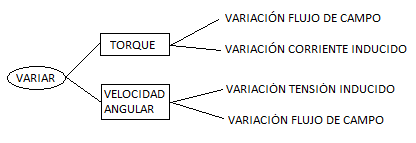 VARIACIÓN FLUJO DE CAMPO
TORQUE
VARIACIÓN CORRIENTE INDUCIDO
VARIAR
VELOCIDAD
ANGULAR
VARIACIÓN TENSIÓN INDUCIDO
VARIACIÓN FLUJO DE CAMPO